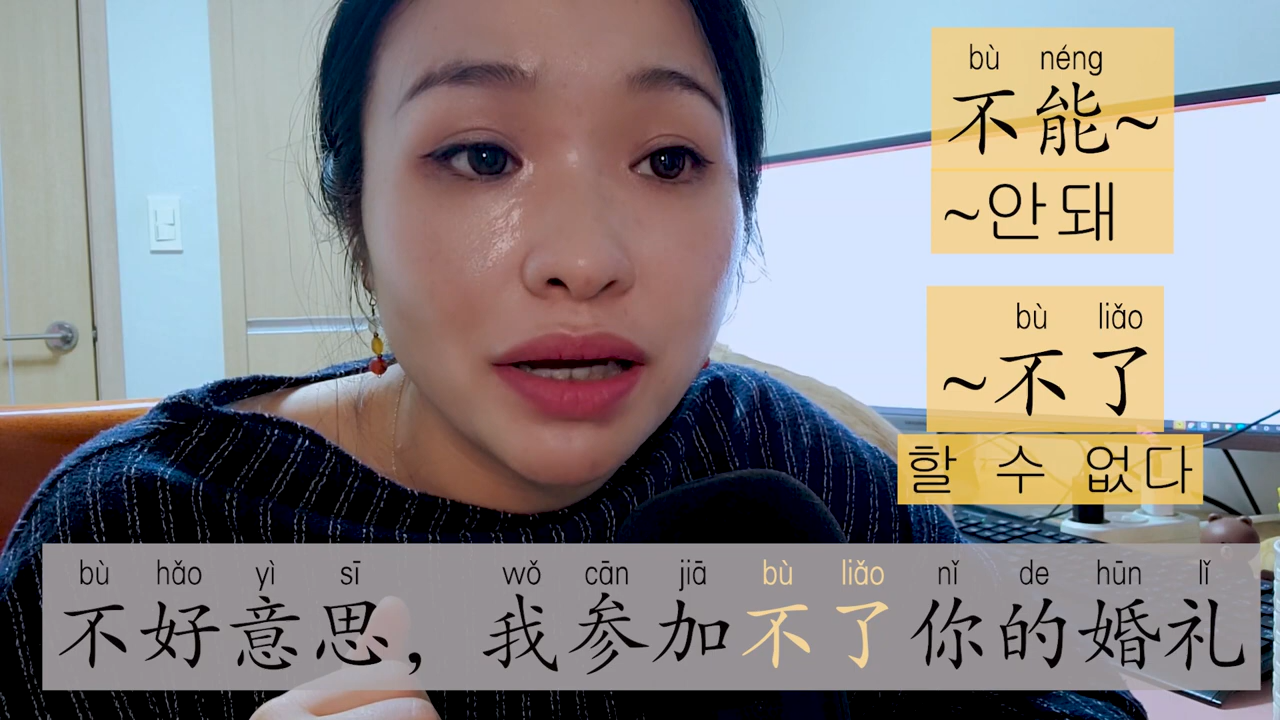 bù néng
不能~
~안돼
bù liǎo
~不了
할 수 없다
bù hǎo yì sī wǒ cān jiā bù liǎo nǐ de hūn lǐ
不好意思，我参加不了你的婚礼